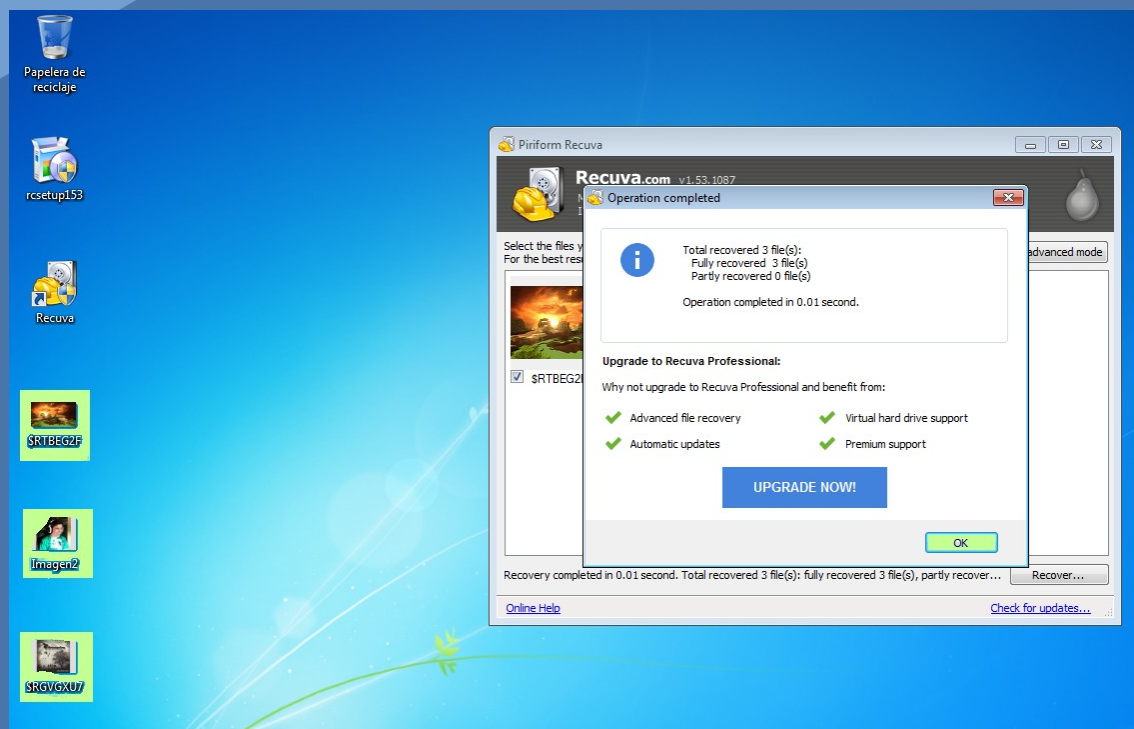 Papelera de
reciclaje
rcsetup153
Recuva
$RTBEG2F
Imagen2
$RGVGXU7
Piriform Recuva
Recuva.com v1.53.1087
Operation completed
Select the files y
For the best res
advanced mode
$RTBEG2
Total recovered 3 file(s):
Fully recovered 3 file(s)
Partly recovered 0 file(s)
Operation completed in 0.01 second.
Upgrade to Recuva Professional:
Why not upgrade to Recuva Professional and benefit from:
Advanced file recovery
Virtual hard drive support
Automatic updates
Premium support
UPGRADE NOW!
OK
Recovery completed in 0.01 second. Total recovered 3 file(s): fully recovered 3 file(s), partly recover...
Recover...
Online Help
Check for updates...